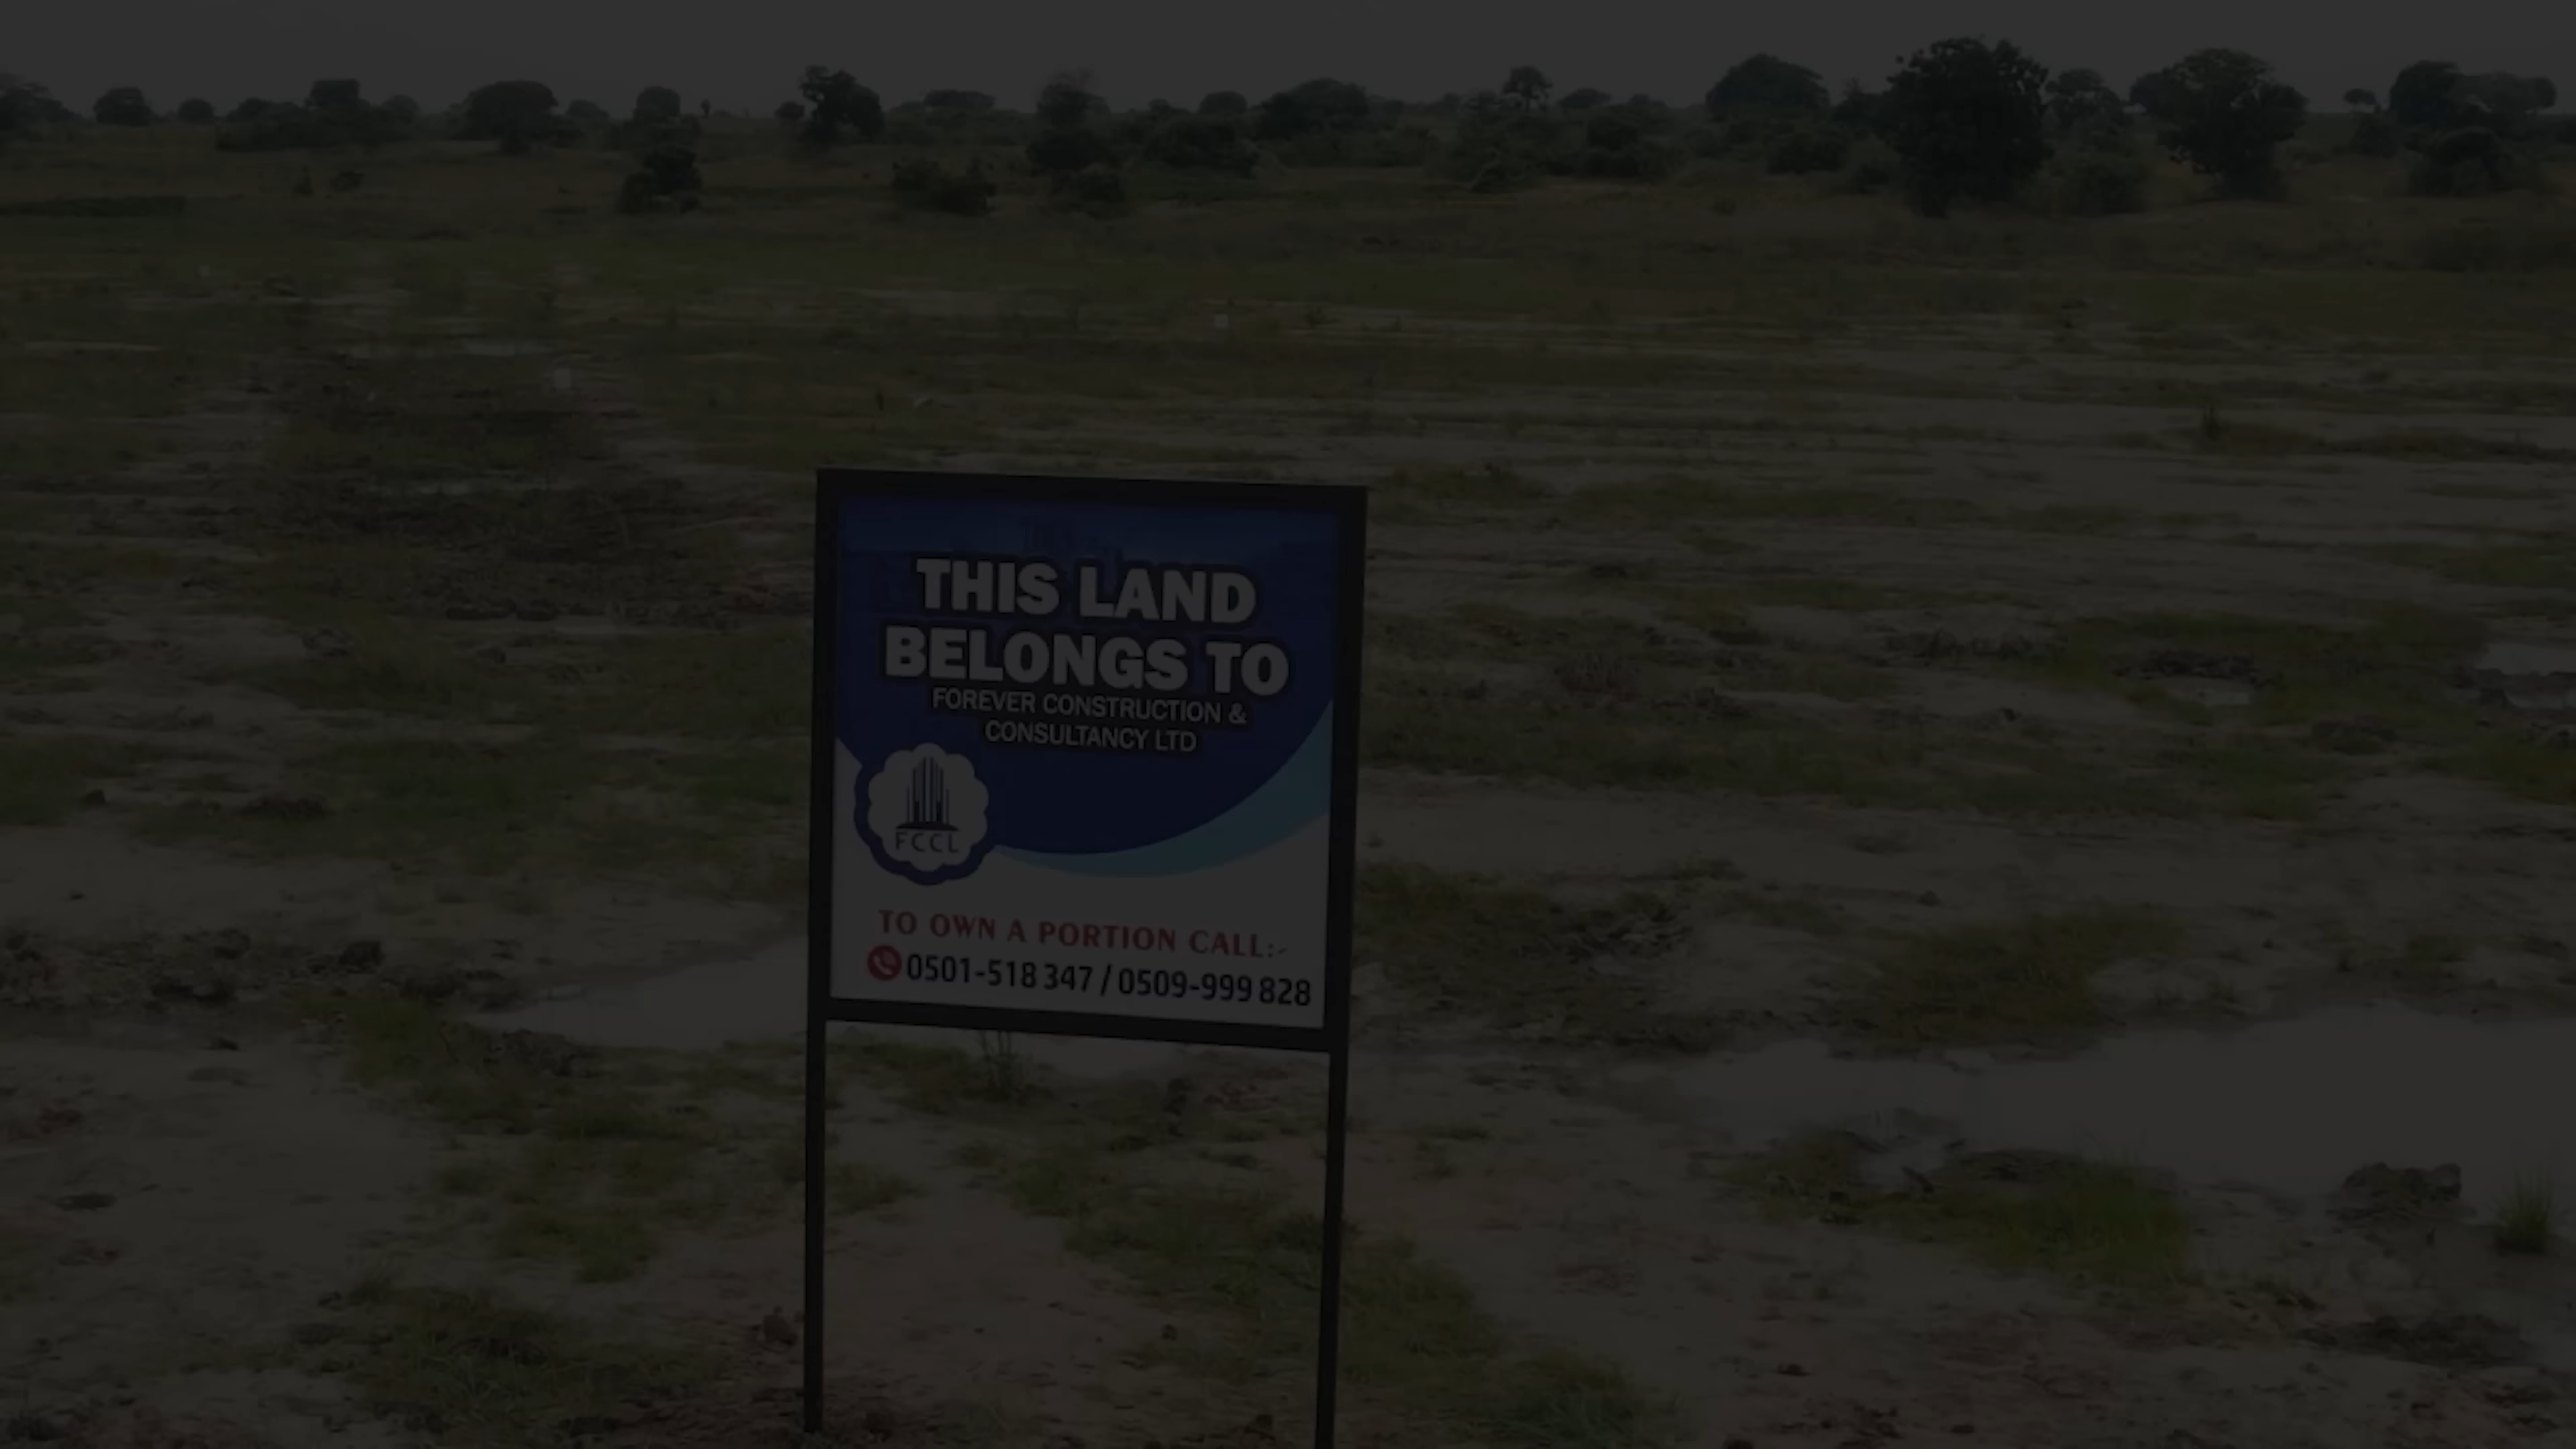 THIS LAND
BELONGS TO
FOREVER CONSTRUCTION &
CONSULTANCY LTD
FCCL
TO OWN A PORTION CALL:-
0501-518 347 / 0509-999 828